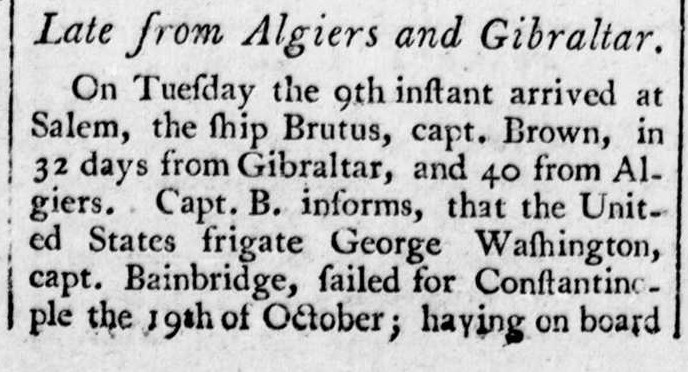 Late from Algiers and Gibraltar.
On Tueſday the 9th inſtant arrived at
Salem, the ſhip Brutus, capt. Brown, in
32 days from Gibraltar, and 40 from Al-
giers. Capt. B. informs, that the Unit-
ed States frigate George Waſhington,
capt. Bainbridge, ſailed for Conſtantino-
ple the 19th of October; having on board